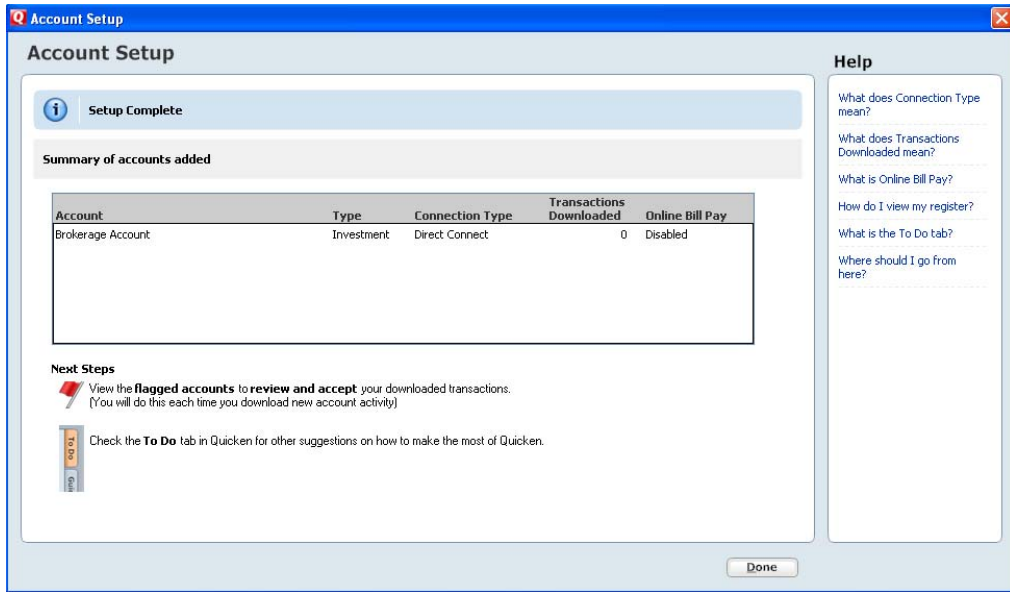 Account Setup
Account Setup
Setup Complete
Summary of accounts added
Account Type Connection Type Transactions Downloaded Online Bill Pay
Brokerage Account Investment Direct Connect 0 Disabled
Next Steps
View the flagged accounts to review and accept your downloaded transactions.
(You will do this each time you download new account activity)
To Do
Check the To Do tab in Quicken for other suggestions on how to make the most of Quicken.
Done
Help
What does Connection Type
mean?
What does Transactions
Downloaded mean?
What is Online Bill Pay?
How do I view my register?
What is the To Do tab?
Where should I go from
here?